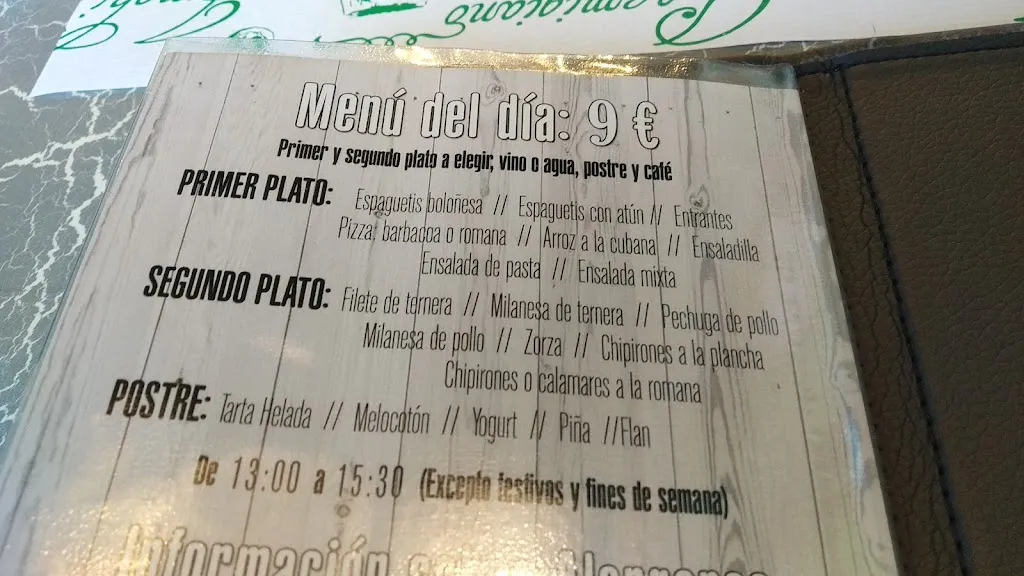 Parmigiano
Menú del día: 9 €
Primer y segundo plato a elegir, vino o agua, postre y café
PRIMER PLATO: Espaguetis boloñesa // Espaguetis con atún // Entrantes
Pizza: barbacoa o romana // Arroz a la cubana // Ensaladilla
Ensalada de pasta // Ensalada mixta
SEGUNDO PLATO: Filete de ternera // Milanesa de ternera // Pechuga de pollo
Milanesa de pollo // Zorza // Chipirones a la plancha
Chipirones o calamares a la romana
POSTRE: Tarta Helada // Melocotón // Yogurt // Piña //Flan
De 13:00 a 15:30 (Excepto festivos y fines de semana)
Información